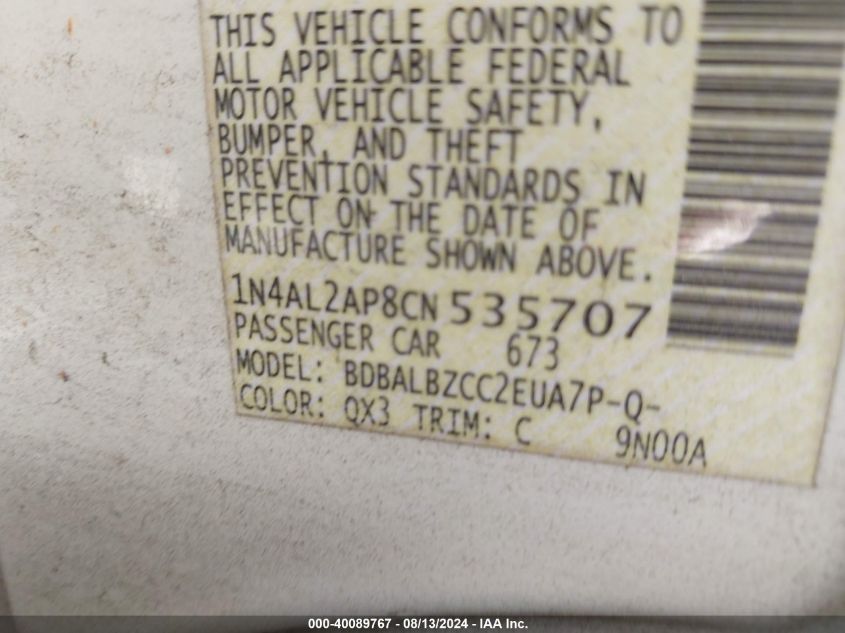 THIS VEHICLE CONFORMS TO
ALL APPLICABLE FEDERAL
MOTOR VEHICLE SAFETY,
BUMPER, AND THEFT
PREVENTION STANDARDS IN
EFFECT ON THE DATE OF
MANUFACTURE SHOWN ABOVE.
1N4AL2AP8CN 535707
PASSENGER CAR 673
MODEL: BDBALBZCC2EUA7P-Q-
COLOR: QX3 TRIM: C 9N00A
000-40089767 - 08/13/2024 - IAA Inc.